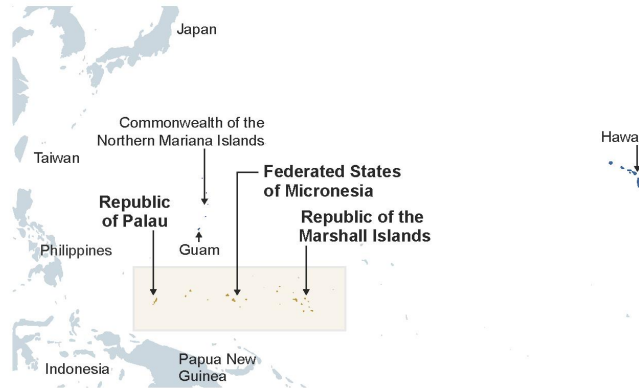 Japan
Commonwealth of the
Northern Mariana Islands
Hawa
Taiwan
Federated States
of Micronesia
Republic
of Palau
Republic of the
Marshall Islands
Philippines
Guam
Indonesia
Papua New
Guinea